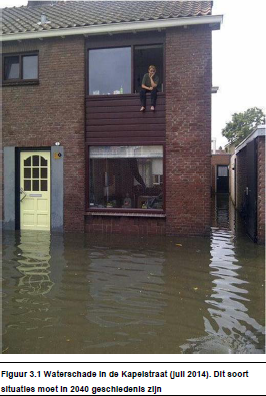 Figuur 3.1 Waterschade in de Kapelstraat (juli 2014). Dit soort
situaties moet in 2040 geschiedenis zijn